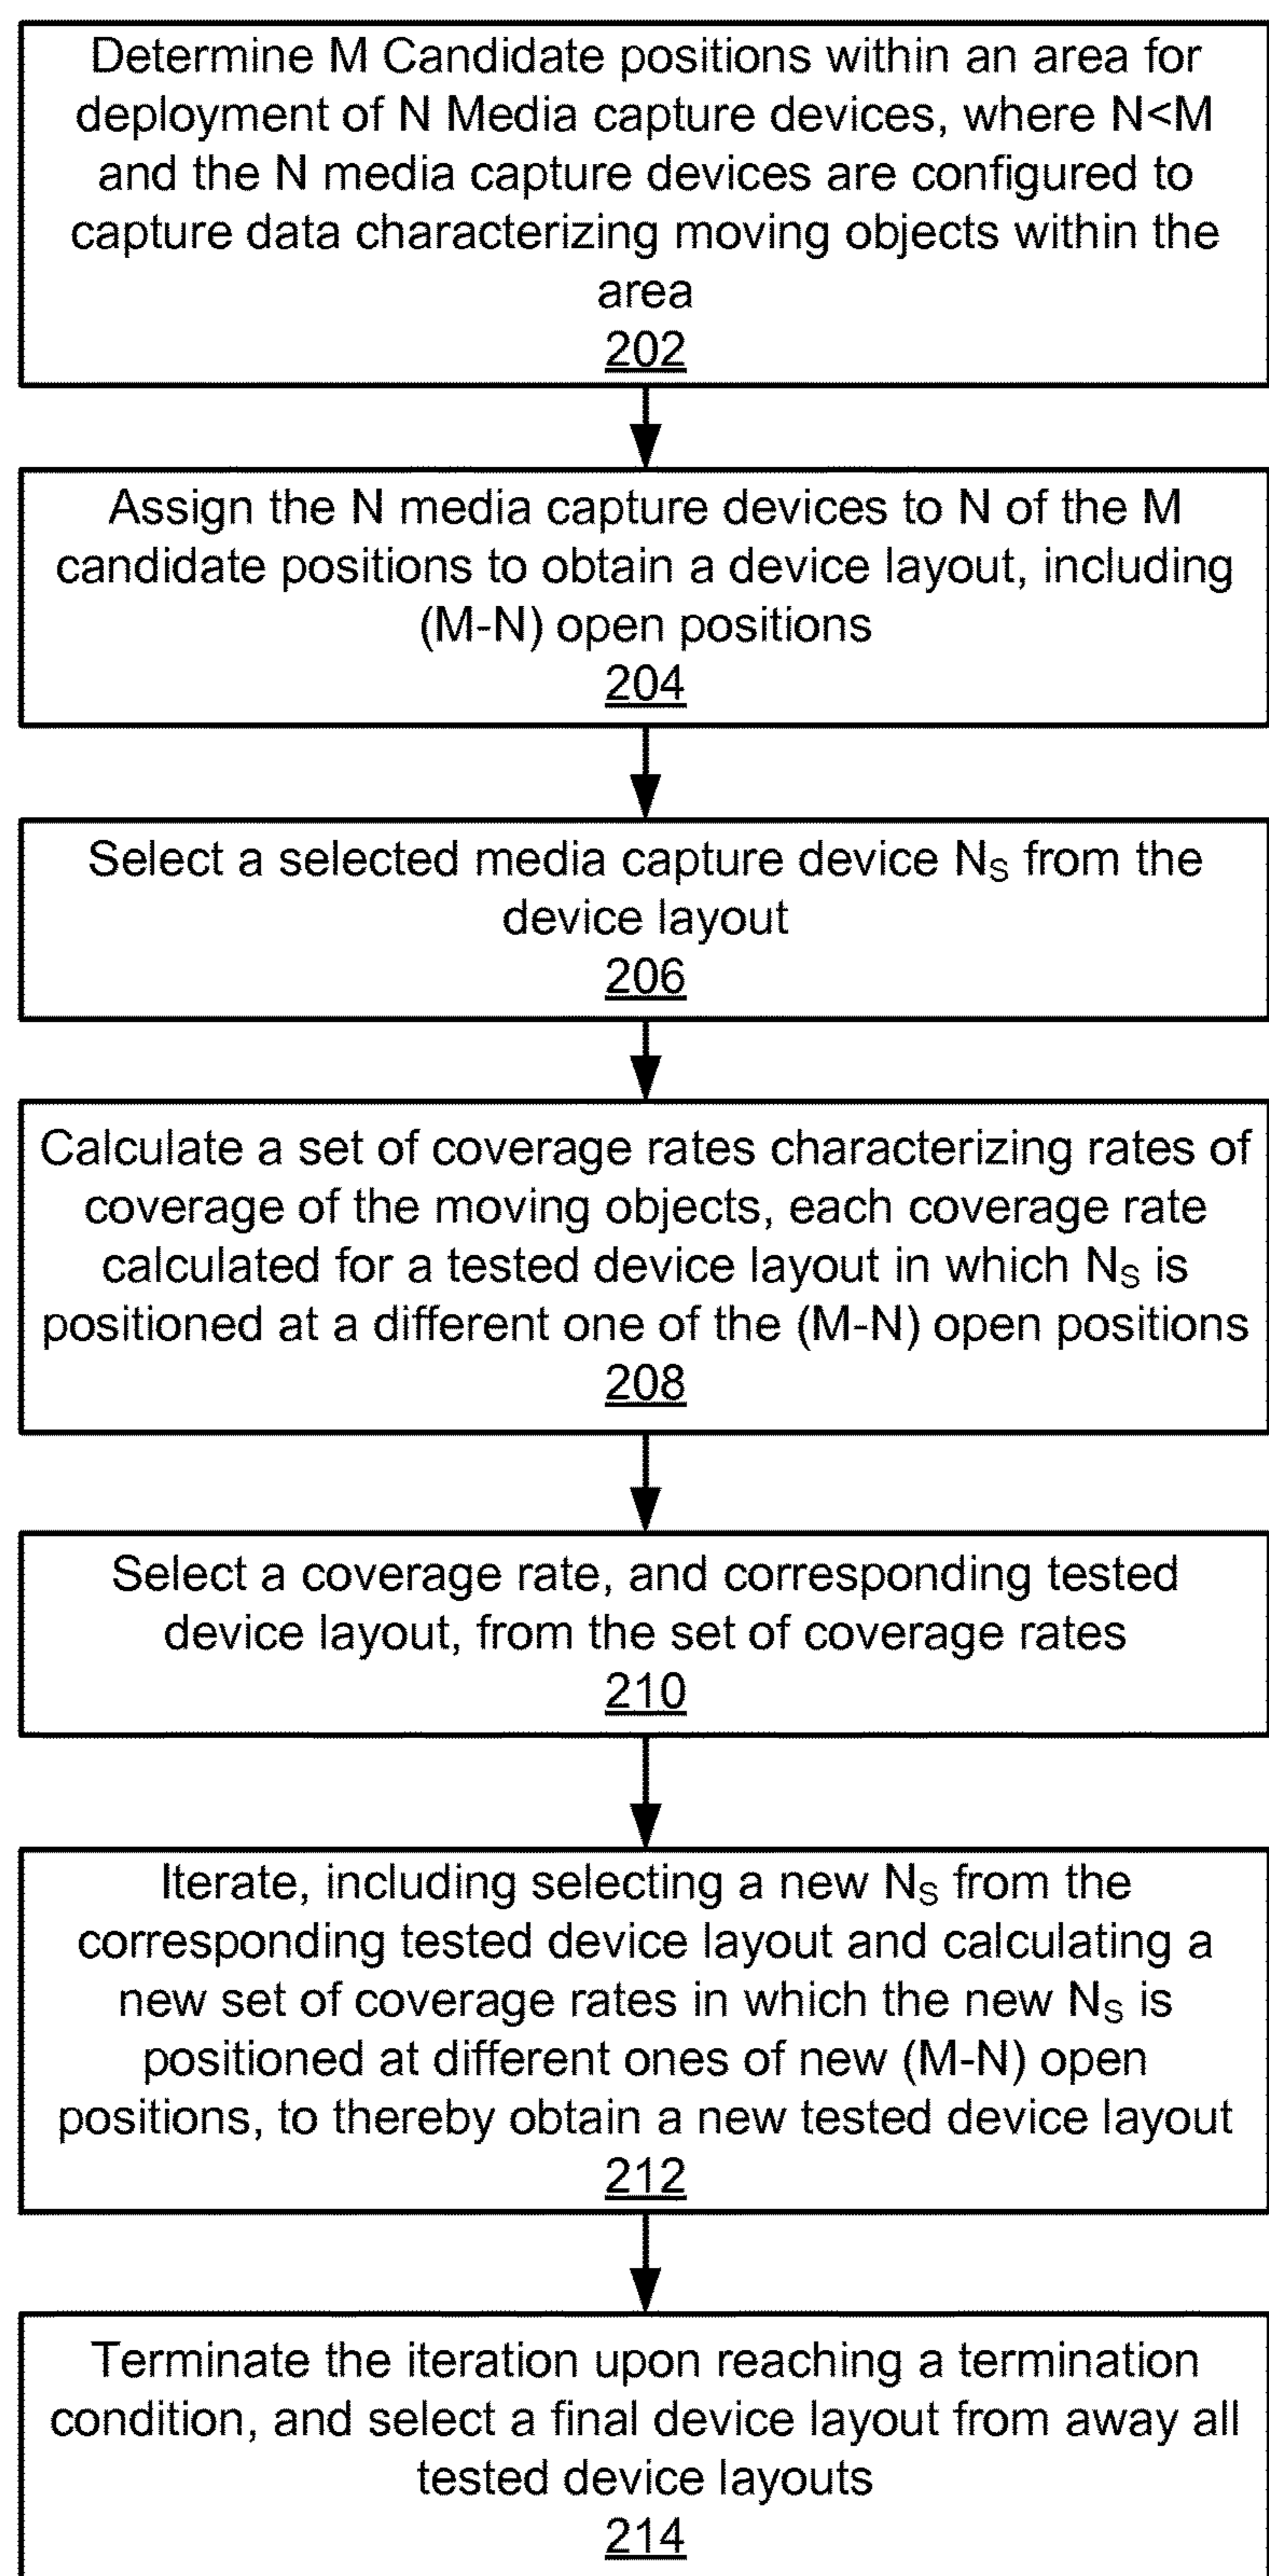 Determine M Candidate positions within an area for
deployment of N Media capture devices, where N<M
and the N media capture devices are configured to
capture data characterizing moving objects within the
area
202
Assign the N media capture devices to N of the M
candidate positions to obtain a device layout, including
(M-N) open positions
204
Select a selected media capture device NS from the
device layout
206
Calculate a set of coverage rates characterizing rates of
coverage of the moving objects, each coverage rate
calculated for a tested device layout in which NS is
positioned at a different one of the (M-N) open positions
208
Select a coverage rate, and corresponding tested
device layout, from the set of coverage rates
210
Iterate, including selecting a new NS from the
corresponding tested device layout and calculating a
new set of coverage rates in which the new NS is
positioned at different ones of new (M-N) open
positions, to thereby obtain a new tested device layout
212
Terminate the iteration upon reaching a termination
condition, and select a final device layout from away all
tested device layouts
214